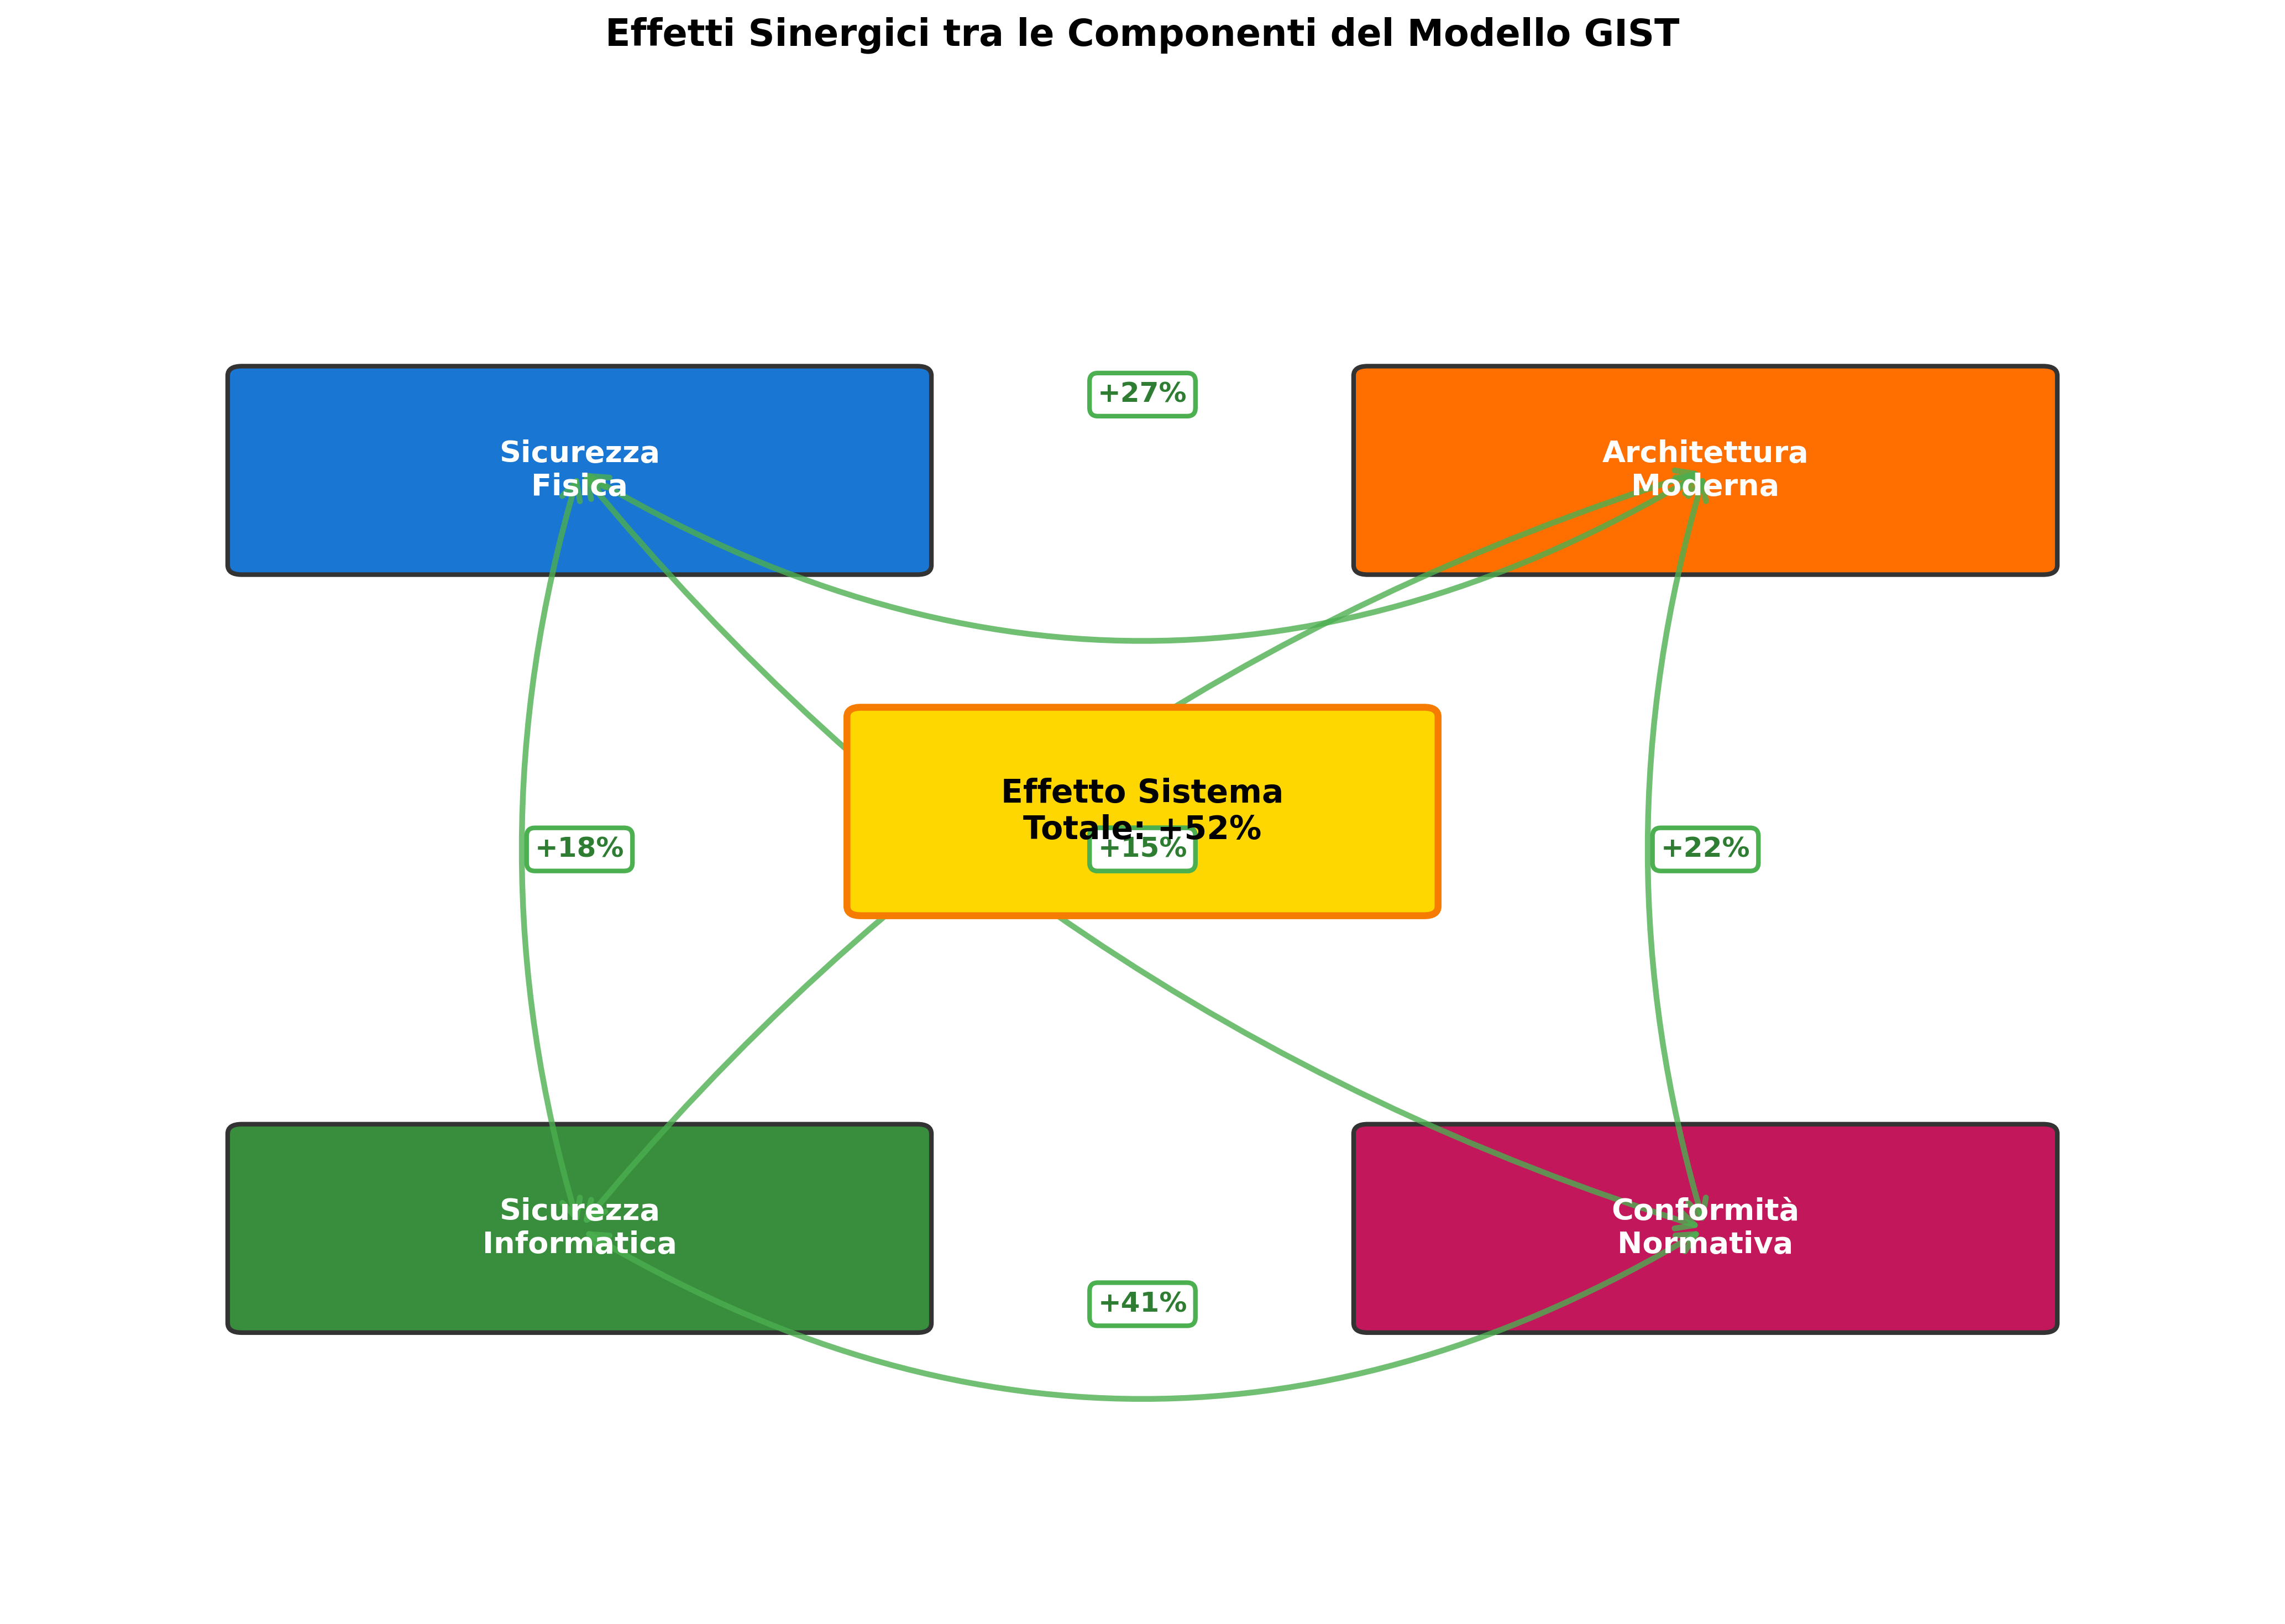 Effetti Sinergici tra le Componenti del Modello GIST
+27%
Sicurezza
Fisica
Architettura
Moderna
Effetto Sistema
Totale: +52%
+18%
+15%
+22%
Sicurezza
Informatica
Conformità
Normativa
+41%